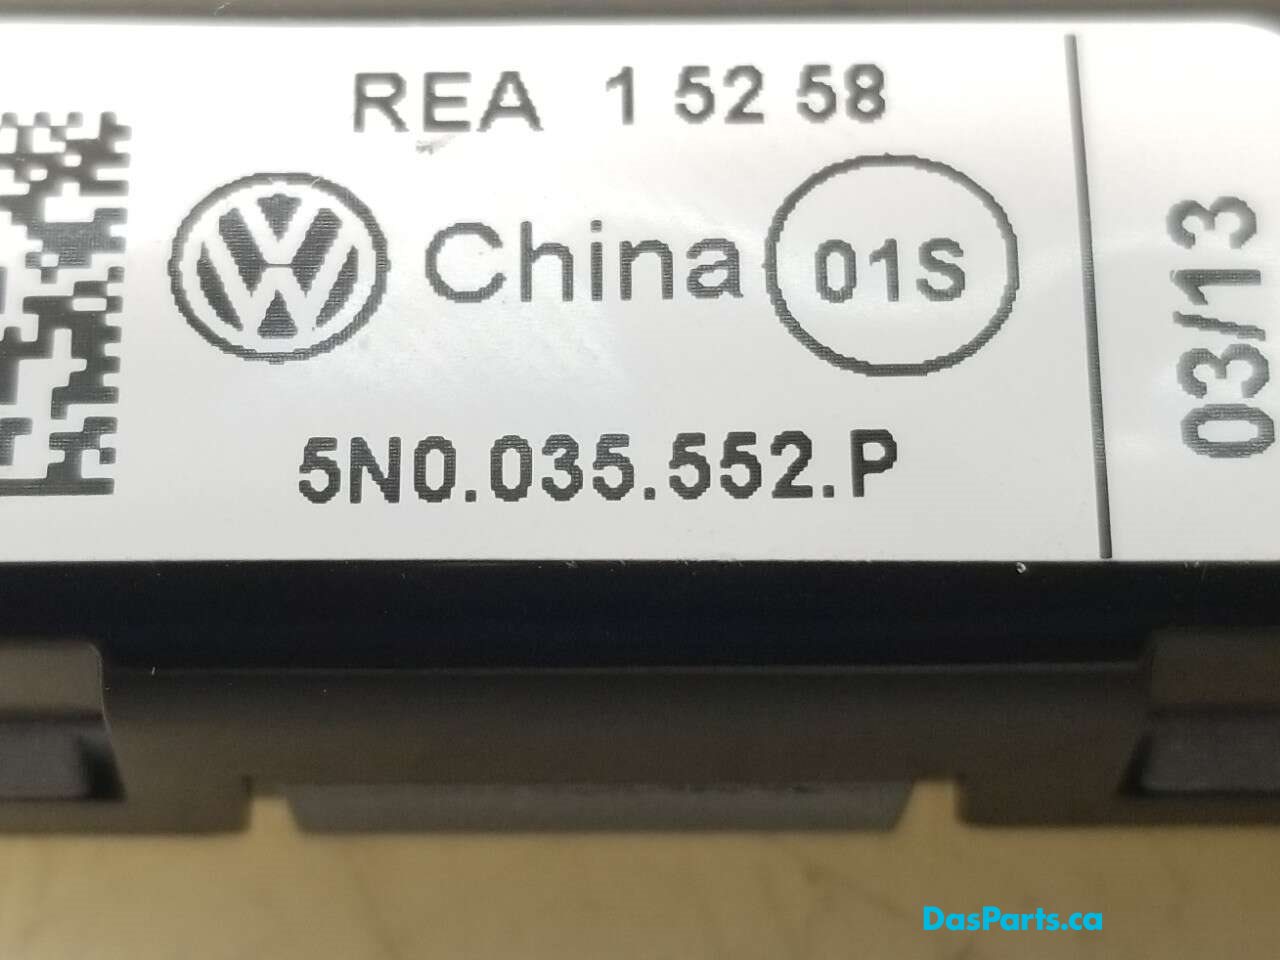 REA 1 52 58
China 01S
5N0.035.552.P
03/13
DasParts.ca